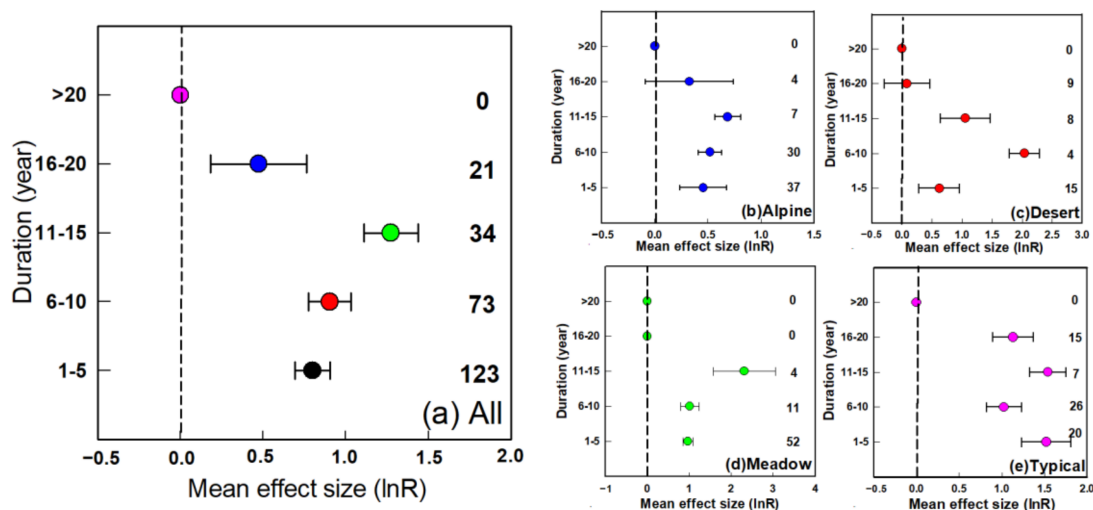 Duration (year)
>20
0
16-20
21
11-15
34
6-10
73
1-5
123
(a) All
−0.5 0.0 0.5 1.0 1.5 2.0
Mean effect size (lnR)
Duration (year)
>20
0
16-20
4
11-15
7
6-10
30
1-5
37
(b)Alpine
−0.5 0.0 0.5 1.0 1.5
Mean effect size (lnR)
Duration (year)
>20
0
16-20
9
11-15
8
6-10
4
1-5
15
(c)Desert
−0.5 0.0 0.5 1.0 1.5 2.0 2.5 3.0
Mean effect size (lnR)
Duration (year)
>20
0
16-20
0
11-15
4
6-10
11
1-5
52
(d)Meadow
−1 0 1 2 3 4
Mean effect size (lnR)
Duration (year)
>20
0
16-20
15
11-15
7
6-10
26
1-5
20
(e)Typical
−0.5 0.0 0.5 1.0 1.5 2.0
Mean effect size (lnR)